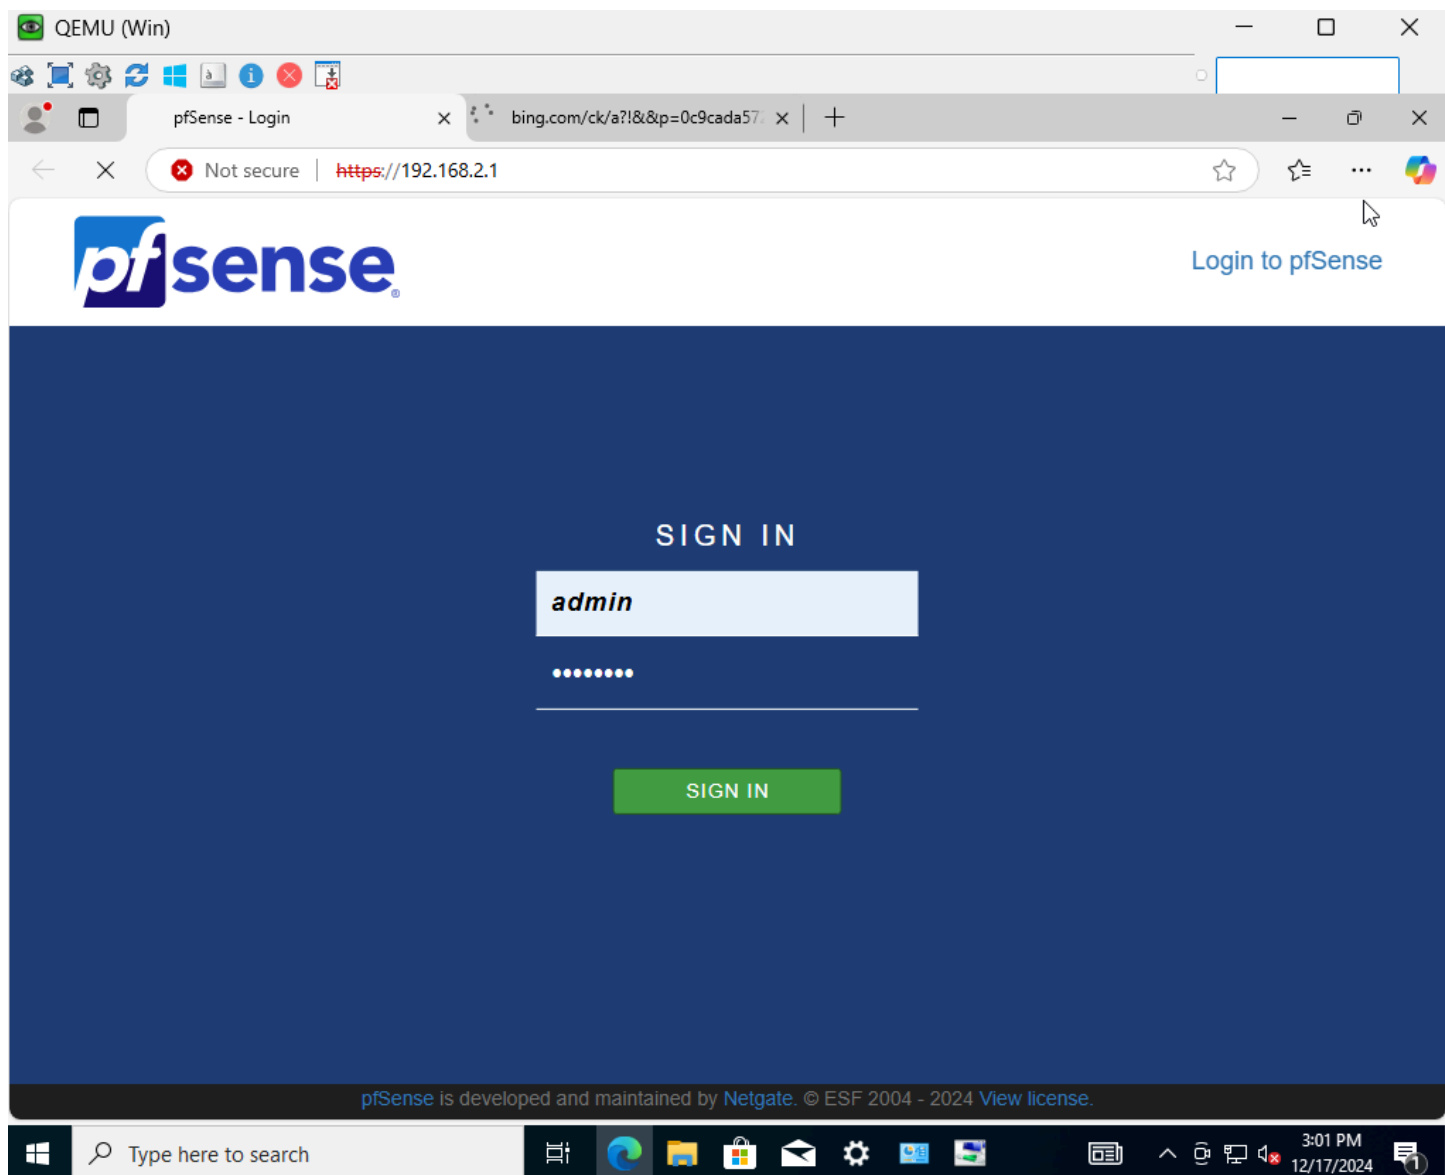 QEMU (Win)
pfSense - Login
bing.com/ck/a?!&&p=0c9cada572
Not secure
https://192.168.2.1
pfsense®
Login to pfSense
SIGN IN
admin
••••••••
SIGN IN
pfSense is developed and maintained by Netgate. © ESF 2004 - 2024 View license.
Type here to search
3:01 PM
12/17/2024
1